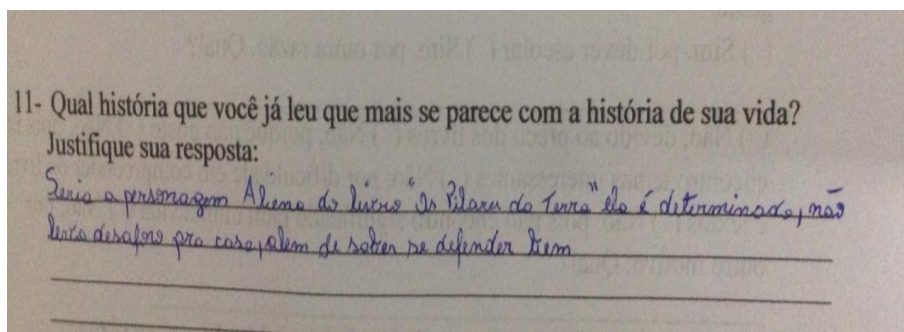 11- Qual história que você já leu que mais se parece com a história de sua vida?
Justifique sua resposta:
Seria a personagem Aliena do livro "Os Pilares da Terra" ela é determinada, não
leva desaforo pra casa, alem de saber se defender bem